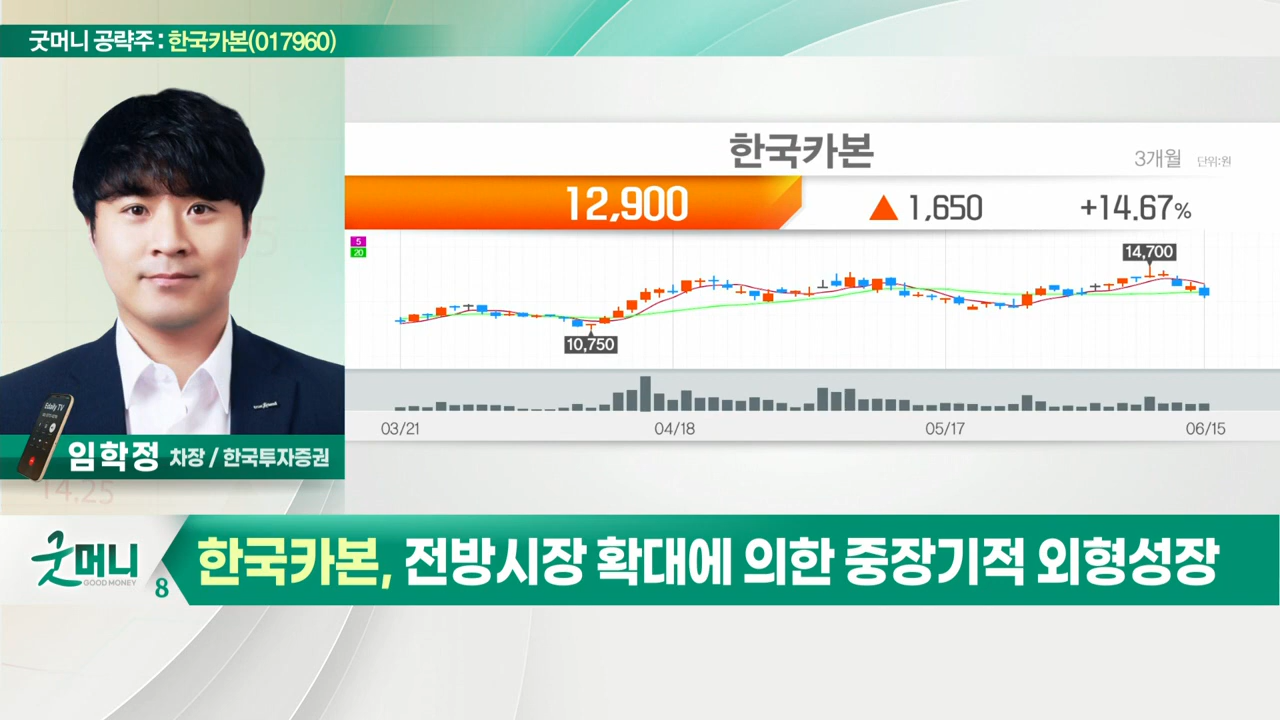 굿머니 공략주 : 한국카본(017960)
한국카본
3개월 단위:원
12,900 ▲ 1,650 +14.67%
5
20
14,700
10,750
03/21 04/18 05/17 06/15
Edaily TV
임학정 차장 / 한국투자증권
14.25
굿머니
GOOD MONEY
8
한국카본, 전방시장 확대에 의한 중장기적 외형성장